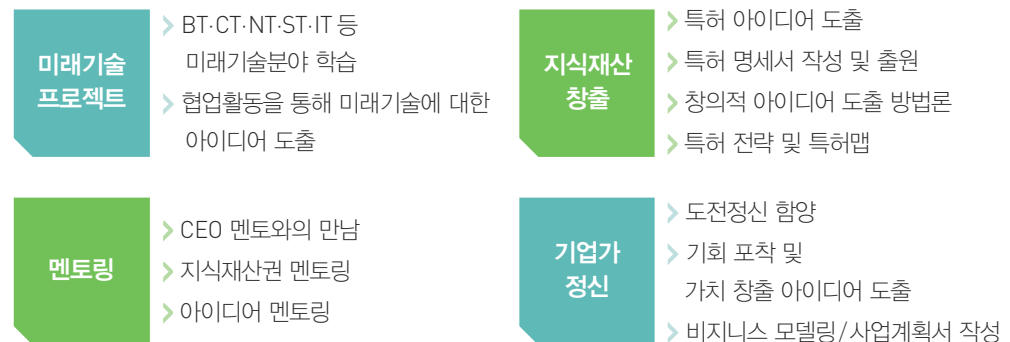 미래기술
프로젝트
BT·CT·NT·ST·IT 등
미래기술분야 학습
협업활동을 통해 미래기술에 대한
아이디어 도출
지식재산
창출
특허 아이디어 도출
특허 명세서 작성 및 출원
창의적 아이디어 도출 방법론
특허 전략 및 특허맵
멘토링
CEO 멘토와의 만남
지식재산권 멘토링
아이디어 멘토링
기업가
정신
도전정신 함양
기회 포착 및
가치 창출 아이디어 도출
비지니스 모델링/사업계획서 작성